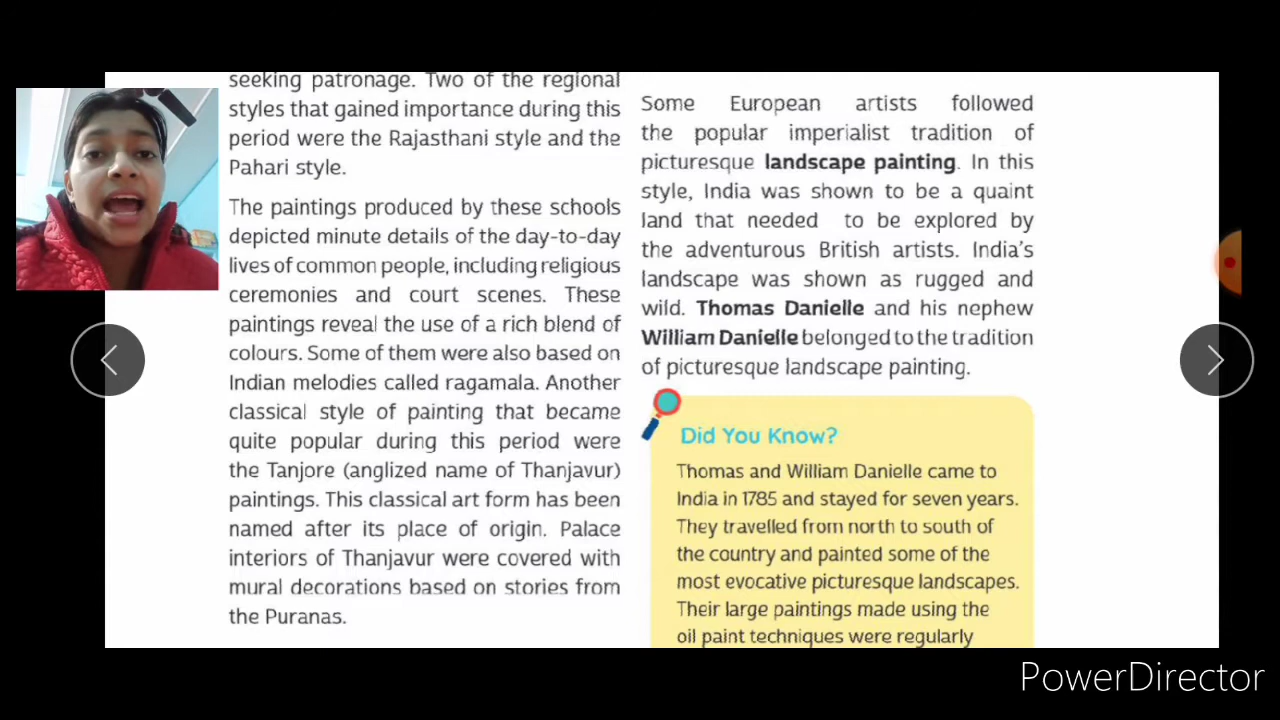 seeking patronage. Two of the regional
styles that gained importance during this
period were the Rajasthani style and the
Pahari style.
The paintings produced by these schools
depicted minute details of the day-to-day
lives of common people, including religious
ceremonies and court scenes. These
paintings reveal the use of a rich blend of
colours. Some of them were also based on
Indian melodies called ragamala. Another
classical style of painting that became
quite popular during this period were
the Tanjore (anglized name of Thanjavur)
paintings. This classical art form has been
named after its place of origin. Palace
interiors of Thanjavur were covered with
mural decorations based on stories from
the Puranas.
Some European artists followed
the popular imperialist tradition of
picturesque landscape painting. In this
style, India was shown to be a quaint
land that needed to be explored by
the adventurous British artists. India's
landscape was shown as rugged and
wild. Thomas Danielle and his nephew
William Danielle belonged to the tradition
of picturesque landscape painting.
Did You Know?
Thomas and William Danielle came to
India in 1785 and stayed for seven years.
They travelled from north to south of
the country and painted some of the
most evocative picturesque landscapes.
Their large paintings made using the
oil paint techniques were regularly
PowerDirector